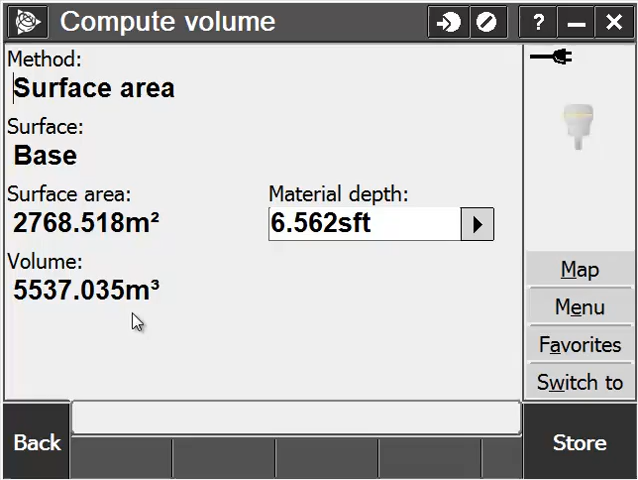 Compute volume
?
Method:
Surface area
Surface:
Base
Surface area:
Material depth:
2768.518m²
6.562sft
Volume:
5537.035m³
Map
Menu
Favorites
Switch to
Back
Store